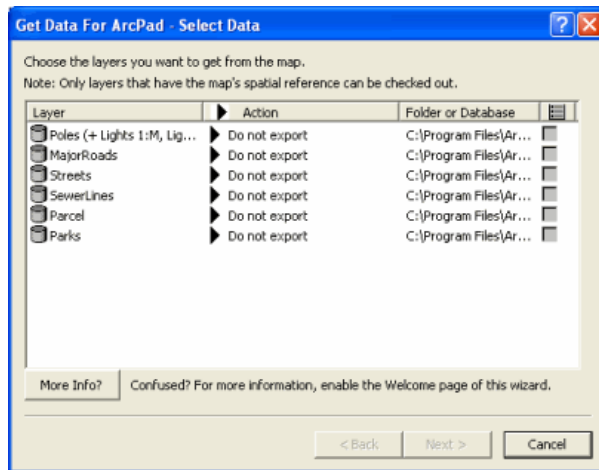 Get Data For ArcPad - Select Data
Choose the layers you want to get from the map.
Note: Only layers that have the map's spatial reference can be checked out.
Layer Action Folder or Database
Poles (+ Lights 1:M, Lig... Do not export C:\Program Files\Ar...
MajorRoads Do not export C:\Program Files\Ar...
Streets Do not export C:\Program Files\Ar...
SewerLines Do not export C:\Program Files\Ar...
Parcel Do not export C:\Program Files\Ar...
Parks Do not export C:\Program Files\Ar...
More Info? Confused? For more information, enable the Welcome page of this wizard.
< Back Next > Cancel